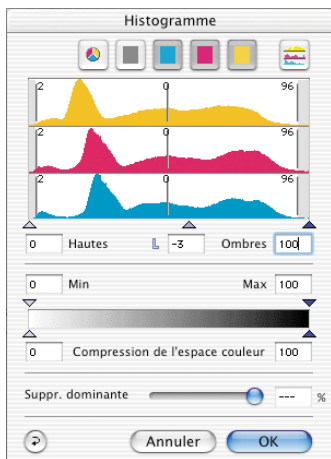 Histogramme
2 0 96
2 0 96
2 0 96
0 Hautes L -3 Ombres 100
0 Min Max 100
0 Compression de l'espace couleur 100
Suppr. dominante --- %
Annuler OK